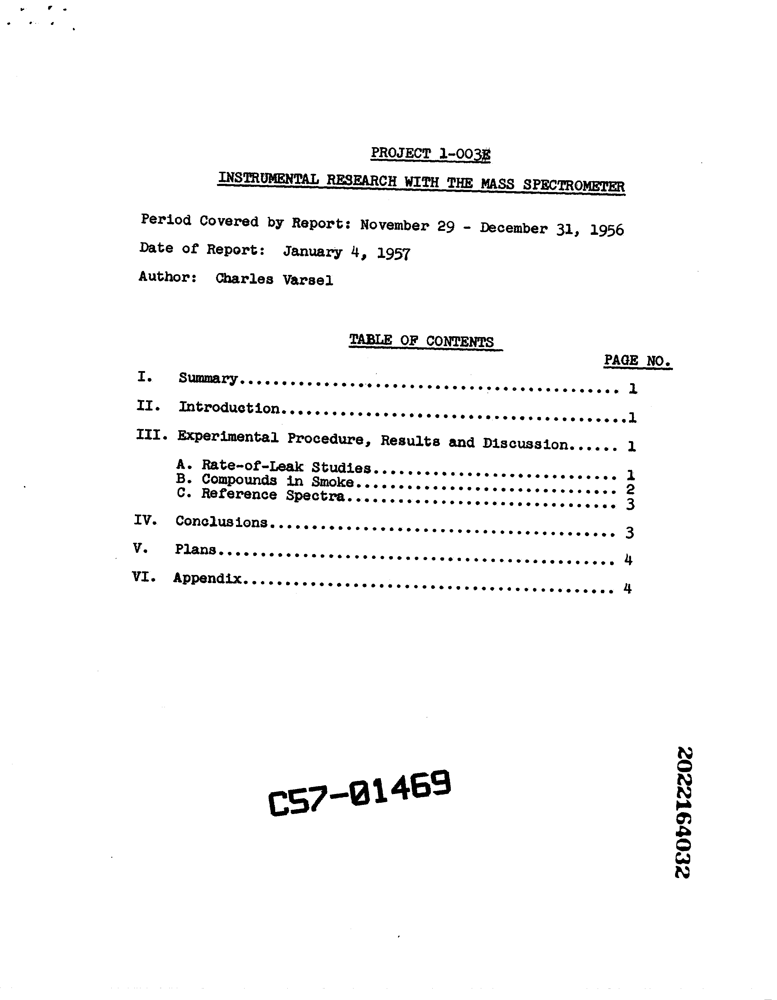 PROJECT 1-003E
INSTRUMENTAL RESEARCH WITH THE MASS SPECTROMETER
Period Covered by Report: November 29 - December 31, 1956
Date of Report: January 4, 1957
Author: Charles Varsel
TABLE OF CONTENTS
PAGE NO.
I. Summary............................................. 1
II. Introduction.........................................1
III. Experimental Procedure, Results and Discussion...... 1
A. Rate-of-Leak Studies............................. 1
B. Compounds in Smoke............................... 2
C. Reference Spectra................................ 3
IV. Conclusions......................................... 3
V. Plans............................................... 4
VI. Appendix............................................ 4
C57-01469
2022164032